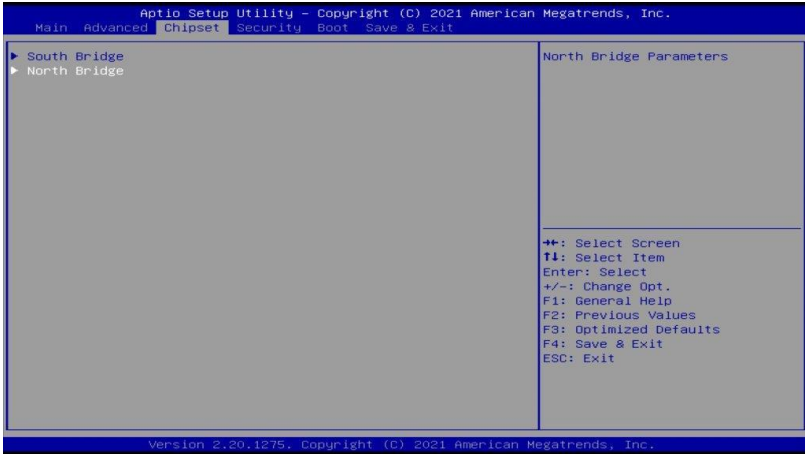 Aptio Setup Utility – Copyright (C) 2021 American Megatrends, Inc.
Main Advanced Chipset Security Boot Save & Exit
► South Bridge
► North Bridge
North Bridge Parameters
→←: Select Screen
↑↓: Select Item
Enter: Select
+/-: Change Opt.
F1: General Help
F2: Previous Values
F3: Optimized Defaults
F4: Save & Exit
ESC: Exit
Version 2.20.1275. Copyright (C) 2021 American Megatrends, Inc.